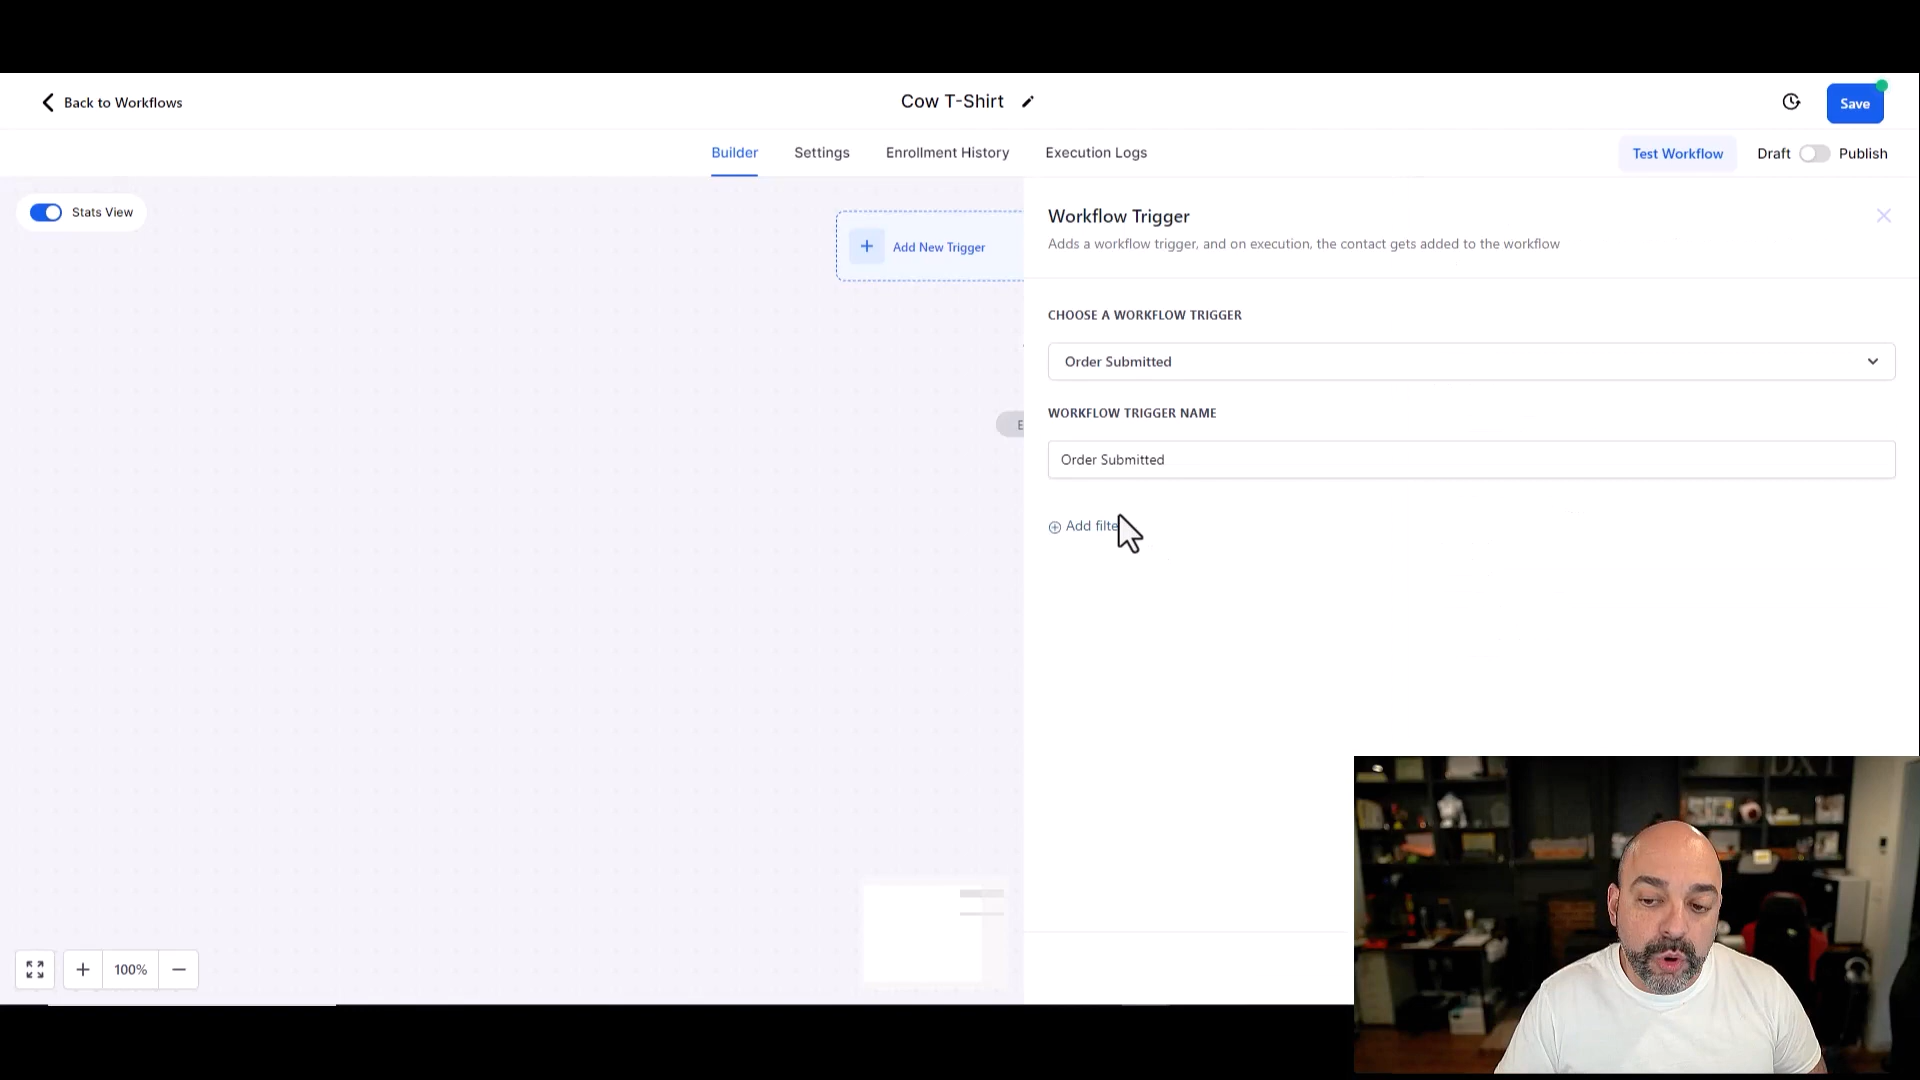 Back to Workflows
Cow T-Shirt
Save
Builder
Settings
Enrollment History
Execution Logs
Test Workflow
Draft
Publish
Stats View
Add New Trigger
E
Workflow Trigger
Adds a workflow trigger, and on execution, the contact gets added to the workflow
CHOOSE A WORKFLOW TRIGGER
Order Submitted
WORKFLOW TRIGGER NAME
Order Submitted
Add filte
100%